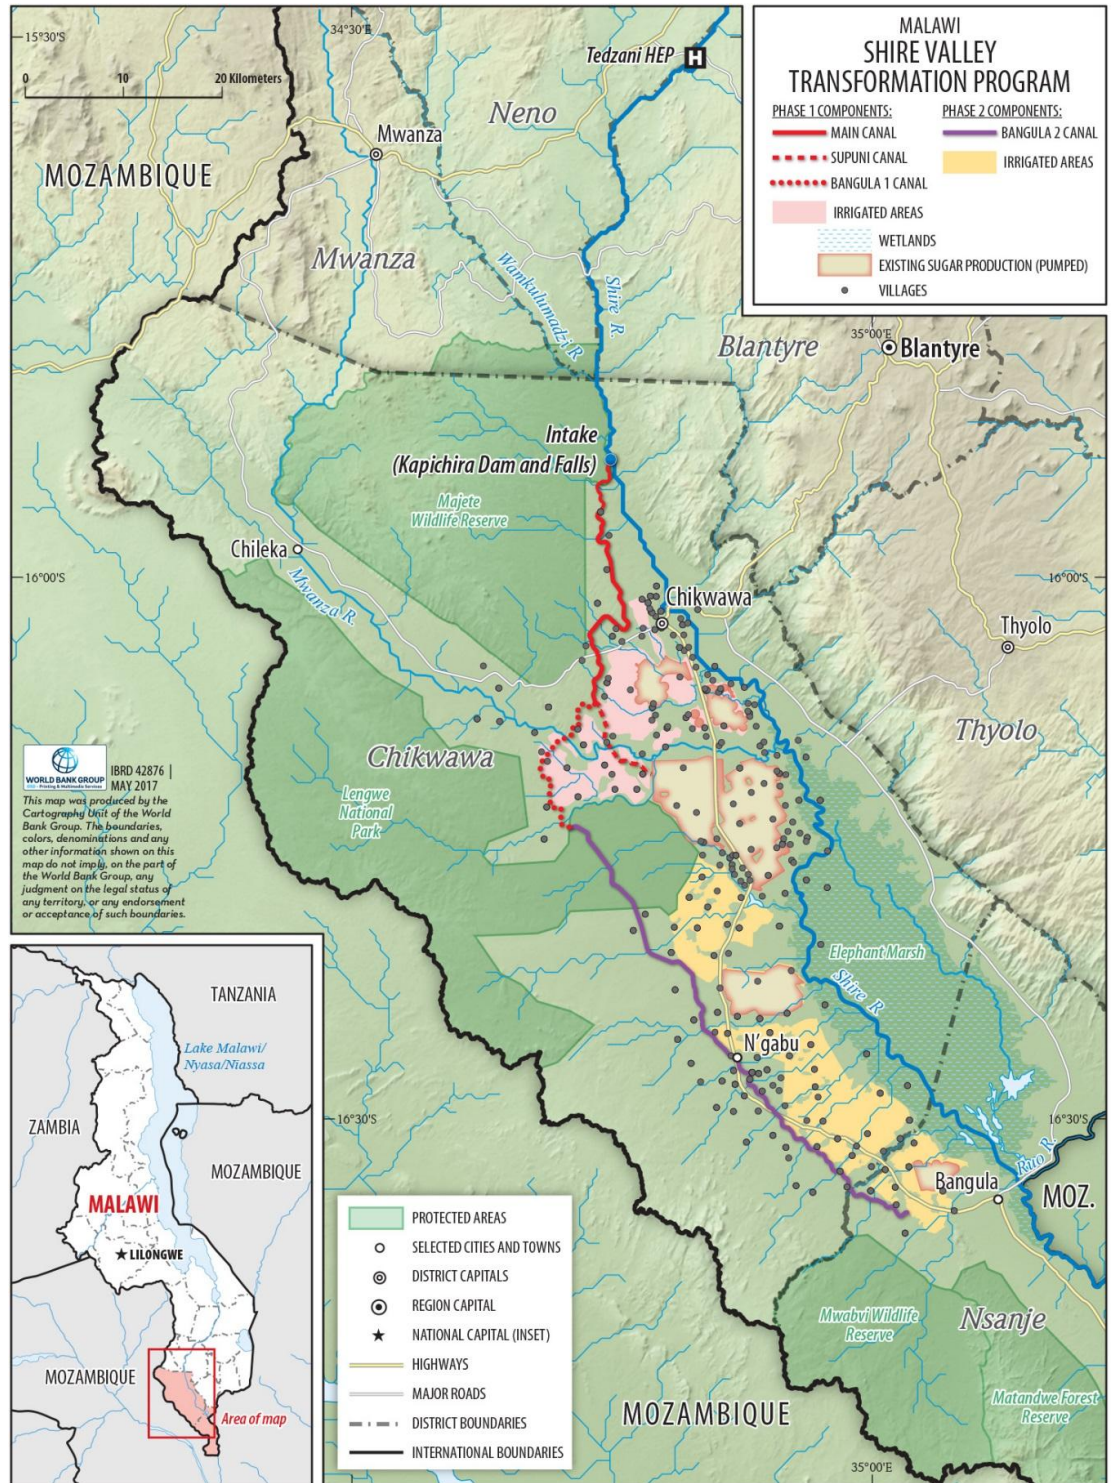 MALAWI
SHIRE VALLEY
TRANSFORMATION PROGRAM
PHASE 1 COMPONENTS:
MAIN CANAL
SUPUNI CANAL
BANGULA 1 CANAL
IRRIGATED AREAS
PHASE 2 COMPONENTS:
BANGULA 2 CANAL
IRRIGATED AREAS
WETLANDS
EXISTING SUGAR PRODUCTION (PUMPED)
VILLAGES
15°30'S
34°30'E
0 10 20 Kilometers
Tedzani HEP
H
Neno
Mwanza
MOZAMBIQUE
Mwanza
Wamkulumadzi R.
Shire R.
35°00'E
Blantyre
Blantyre
Intake
(Kapichira Dam and Falls)
Majete
Wildlife Reserve
Chileka
Mwanza R.
16°00'S
16°00'S
Chikwawa
Thyolo
Thyolo
Chikwawa
Lengwe
National
Park
WORLD BANK GROUP
Printing & Multimedia Services
IBRD 42876 |
MAY 2017
This map was produced by the
Cartography Unit of the World
Bank Group. The boundaries,
colors, denominations and any
other information shown on this
map do not imply, on the part of
the World Bank Group, any
judgment on the legal status of
any territory, or any endorsement
or acceptance of such boundaries.
Elephant Marsh
Shire R.
N'gabu
16°30'S
16°30'S
Ruo R.
Bangula
MOZ.
Mwabvi Wildlife
Reserve
Nsanje
Matandwe Forest
Reserve
MOZAMBIQUE
35°00'E
TANZANIA
Lake Malawi/
Nyasa/Niassa
ZAMBIA
MOZAMBIQUE
MALAWI
LILONGWE
MOZAMBIQUE
Area of map
PROTECTED AREAS
SELECTED CITIES AND TOWNS
DISTRICT CAPITALS
REGION CAPITAL
NATIONAL CAPITAL (INSET)
HIGHWAYS
MAJOR ROADS
DISTRICT BOUNDARIES
INTERNATIONAL BOUNDARIES